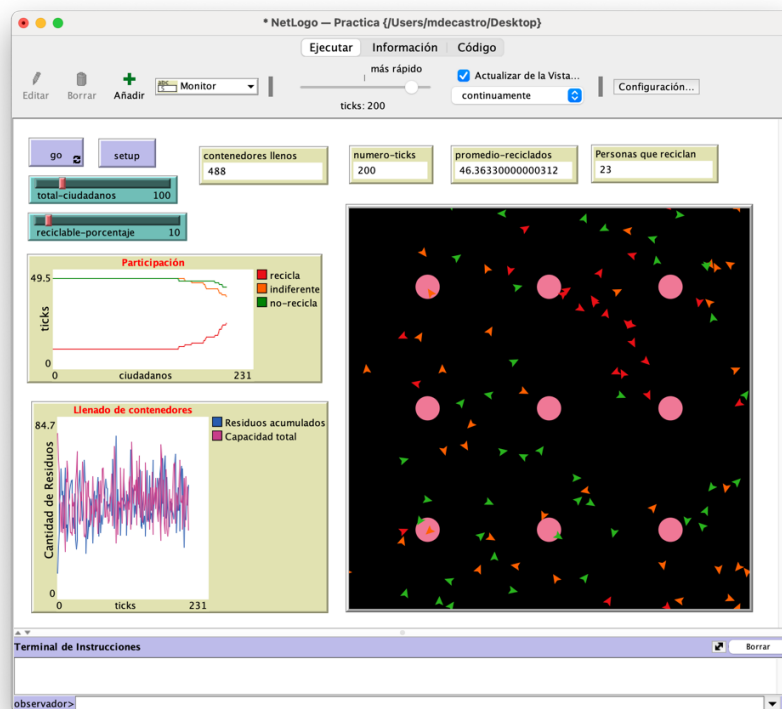 * NetLogo — Practica {/Users/mdecastro/Desktop}
Ejecutar Información Código
Editar Borrar Añadir
abc Monitor
más rápido
ticks: 200
Actualizar de la Vista...
continuamente
Configuración...
go setup
contenedores llenos
488
numero-ticks
200
promedio-reciclados
46.36330000000312
Personas que reciclan
23
total-ciudadanos 100
reciclable-porcentaje 10
Participación
49.5
ticks
0
0 ciudadanos 231
recicla
indiferente
no-recicla
Llenado de contenedores
84.7
Cantidad de Residuos
0
0 ticks 231
Residuos acumulados
Capacidad total
Terminal de Instrucciones Borrar
observador>